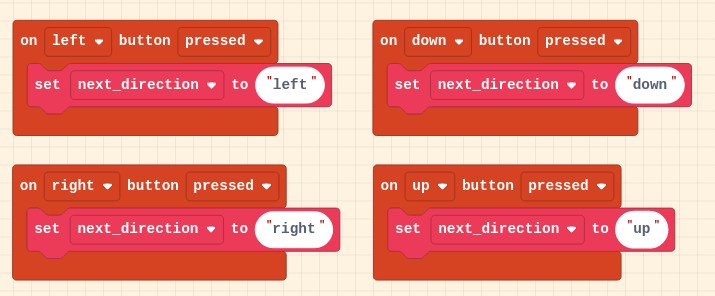 on left button pressed
set next_direction to "left"
on down button pressed
set next_direction to "down"
on right button pressed
set next_direction to "right"
on up button pressed
set next_direction to "up"